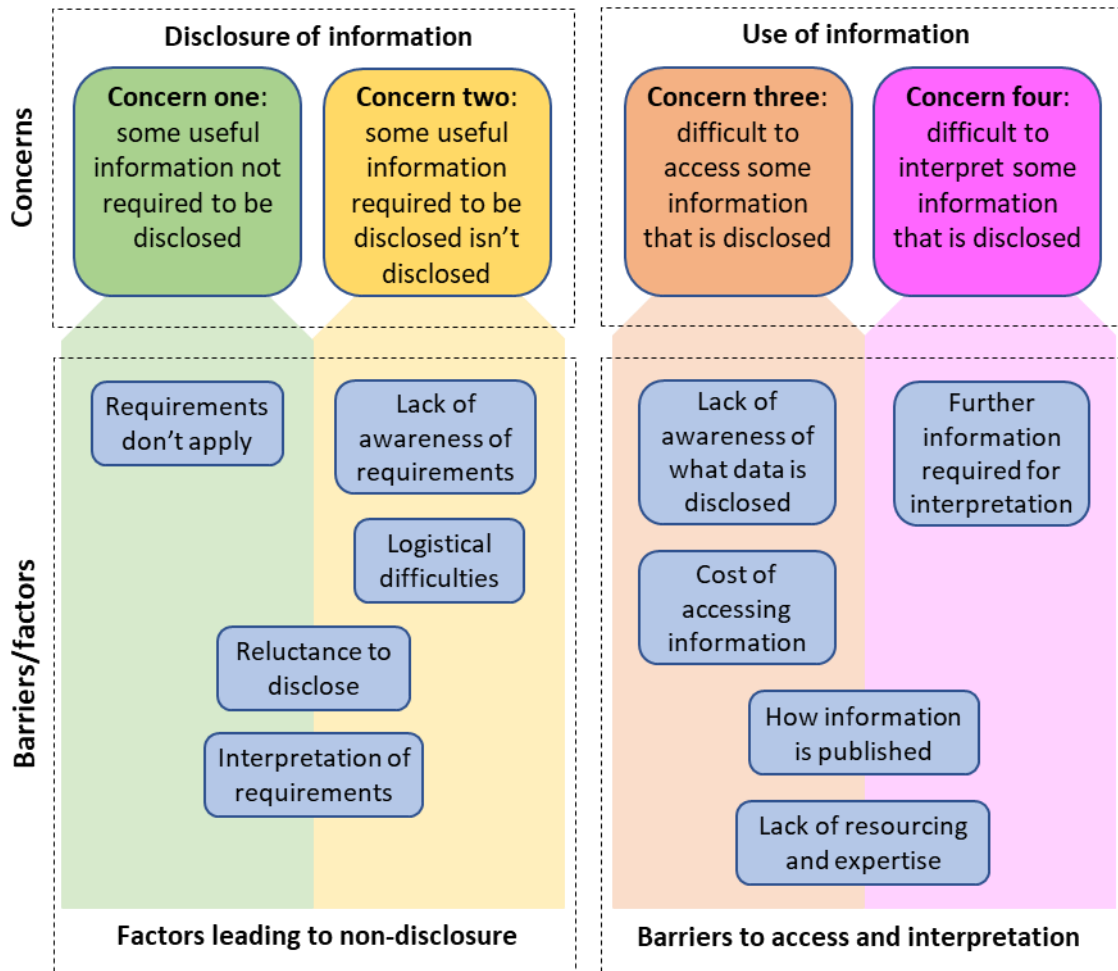 Disclosure of information
Use of information
Concerns
Concern one:
some useful
information not
required to be
disclosed
Concern two:
some useful
information
required to be
disclosed isn't
disclosed
Concern three:
difficult to
access some
information
that is disclosed
Concern four:
difficult to
interpret some
information
that is disclosed
Barriers/factors
Requirements
don't apply
Lack of
awareness of
requirements
Logistical
difficulties
Reluctance to
disclose
Interpretation of
requirements
Lack of
awareness of
what data is
disclosed
Further
information
required for
interpretation
Cost of
accessing
information
How information
is published
Lack of resourcing
and expertise
Factors leading to non-disclosure
Barriers to access and interpretation